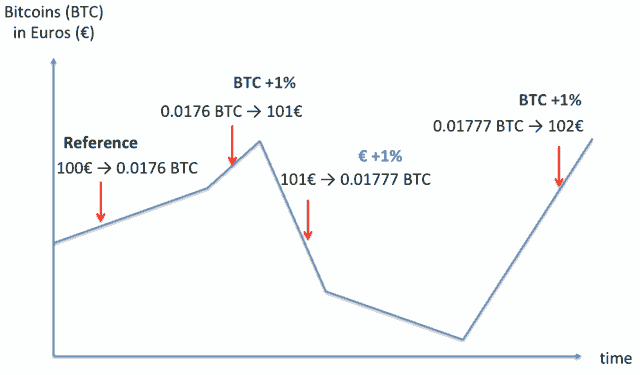 Bitcoins (BTC)
in Euros (€)
BTC +1%
0.0176 BTC → 101€
BTC +1%
0.01777 BTC → 102€
Reference
100€ → 0.0176 BTC
€ +1%
101€ → 0.01777 BTC
time